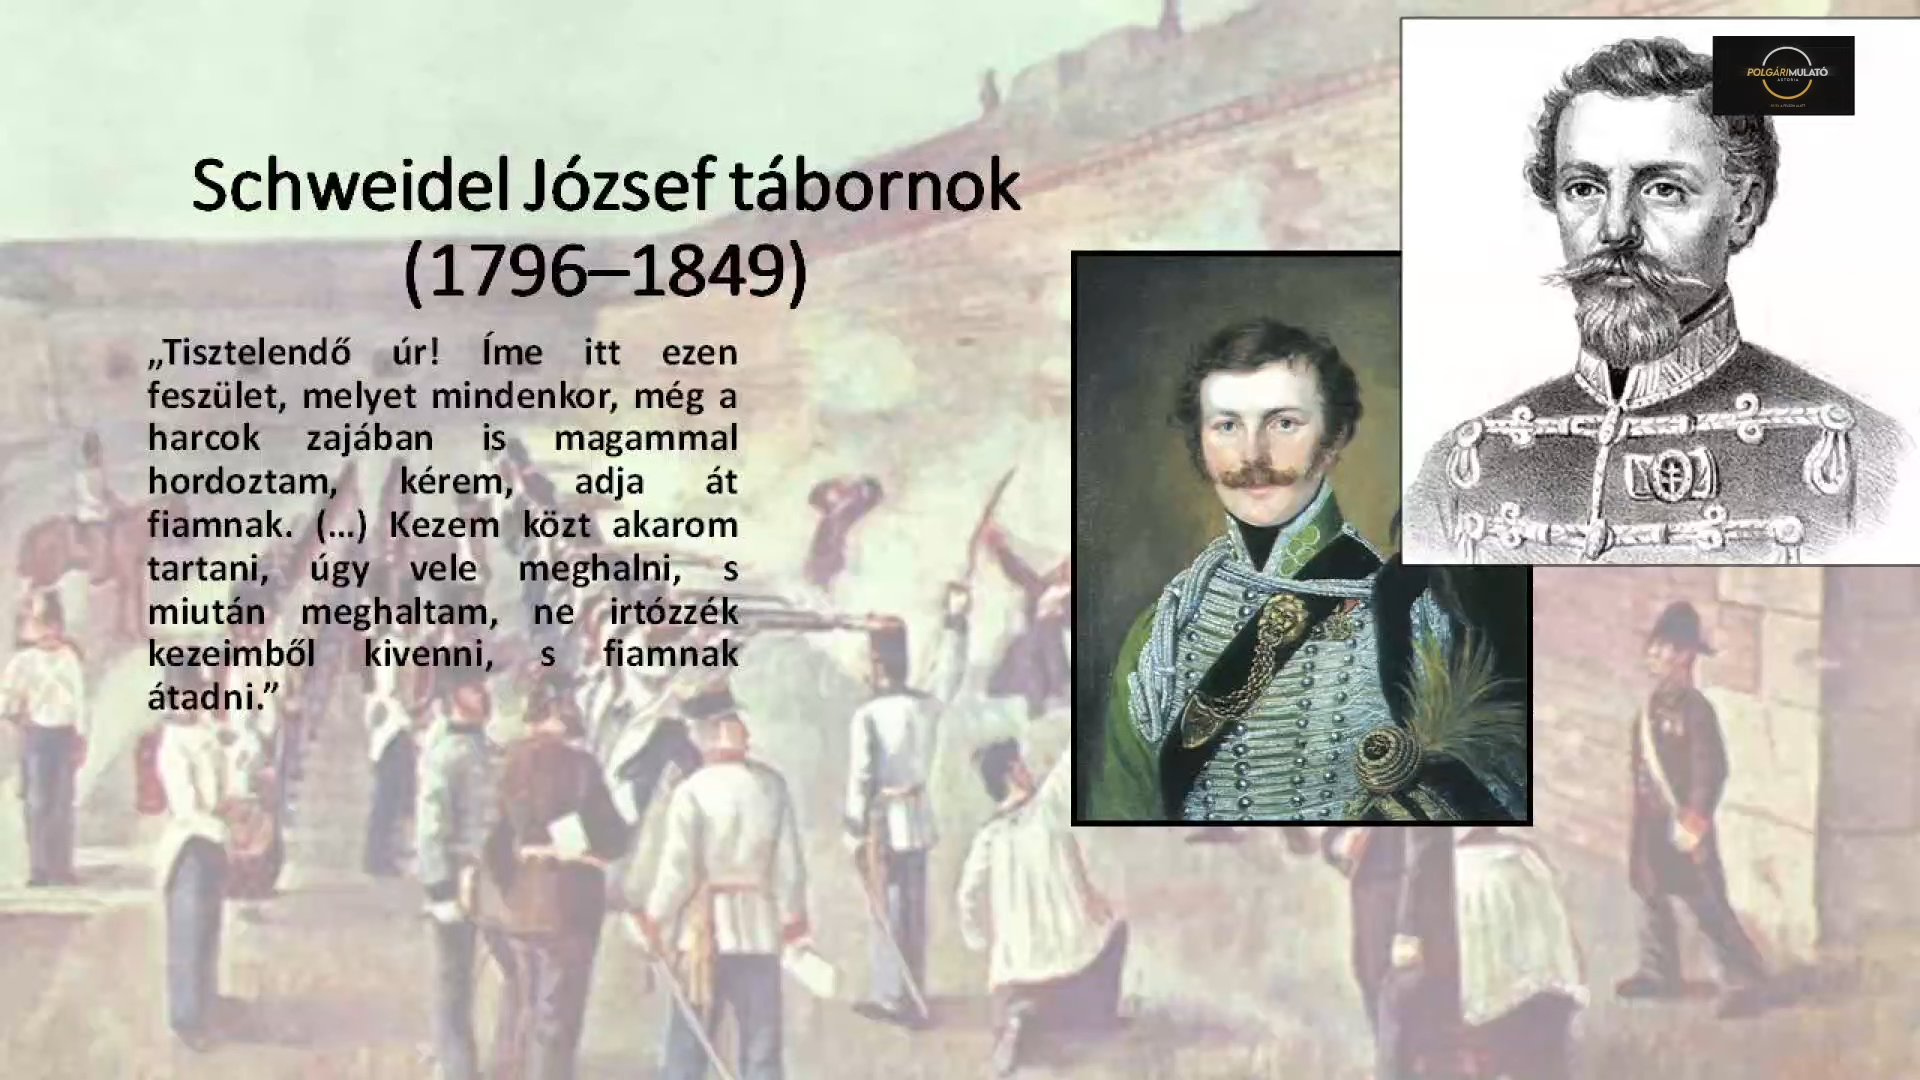 Schweidel József tábornok
(1796–1849)
„Tisztelendő úr! Íme itt ezen
feszület, melyet mindenkor, még a
harcok zajában is magammal
hordoztam, kérem, adja át
fiamnak. (…) Kezem közt akarom
tartani, úgy vele meghalni, s
miután meghaltam, ne irtózzék
kezeimből kivenni, s fiamnak
átadni.”
POLGÁRIMULATÓ
ASTORIA